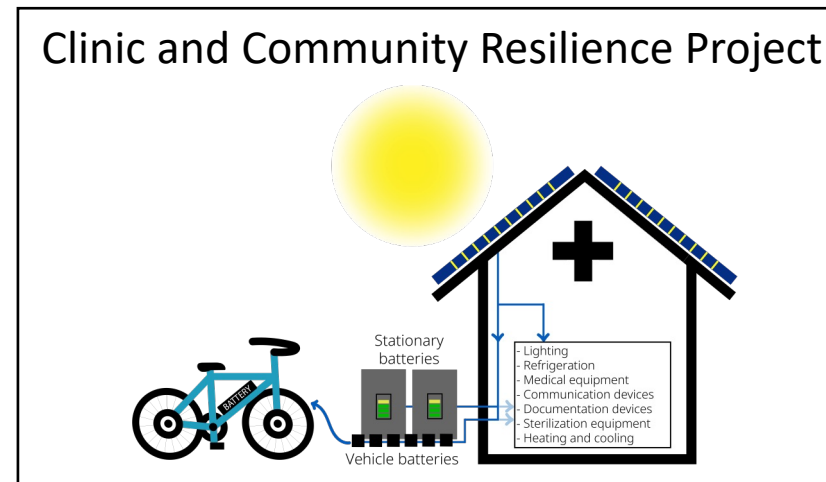 Clinic and Community Resilience Project
Stationary
batteries
BATTERY
Vehicle batteries
- Lighting
- Refrigeration
- Medical equipment
- Communication devices
- Documentation devices
- Sterilization equipment
- Heating and cooling